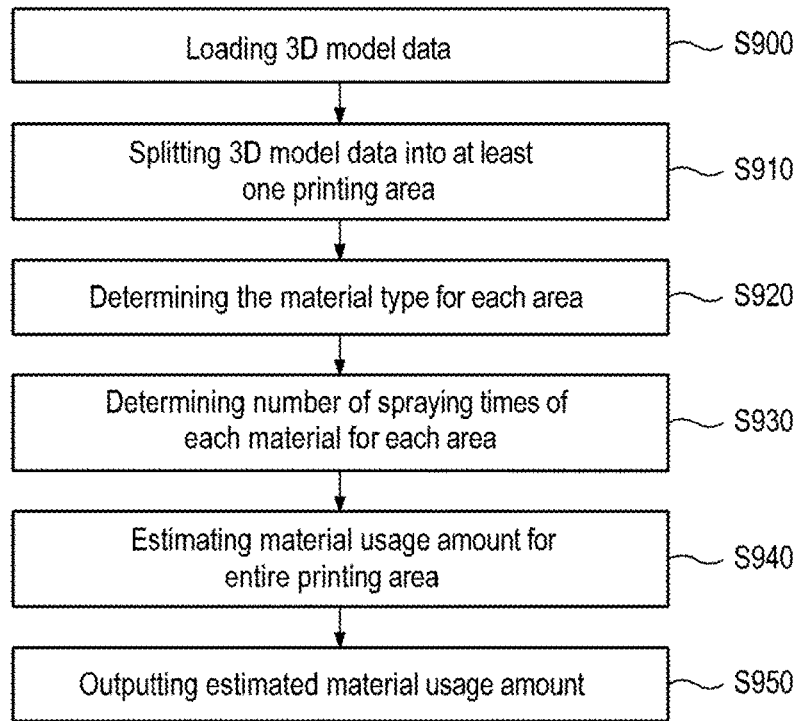 Loading 3D model data
S900
Splitting 3D model data into at least
one printing area
S910
Determining the material type for each area
S920
Determining number of spraying times of
each material for each area
S930
Estimating material usage amount for
entire printing area
S940
Outputting estimated material usage amount
S950